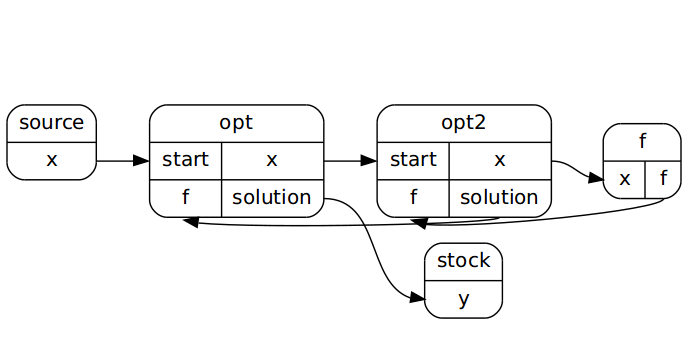 source
x
opt
start x
f solution
opt2
start x
f solution
f
x f
stock
y